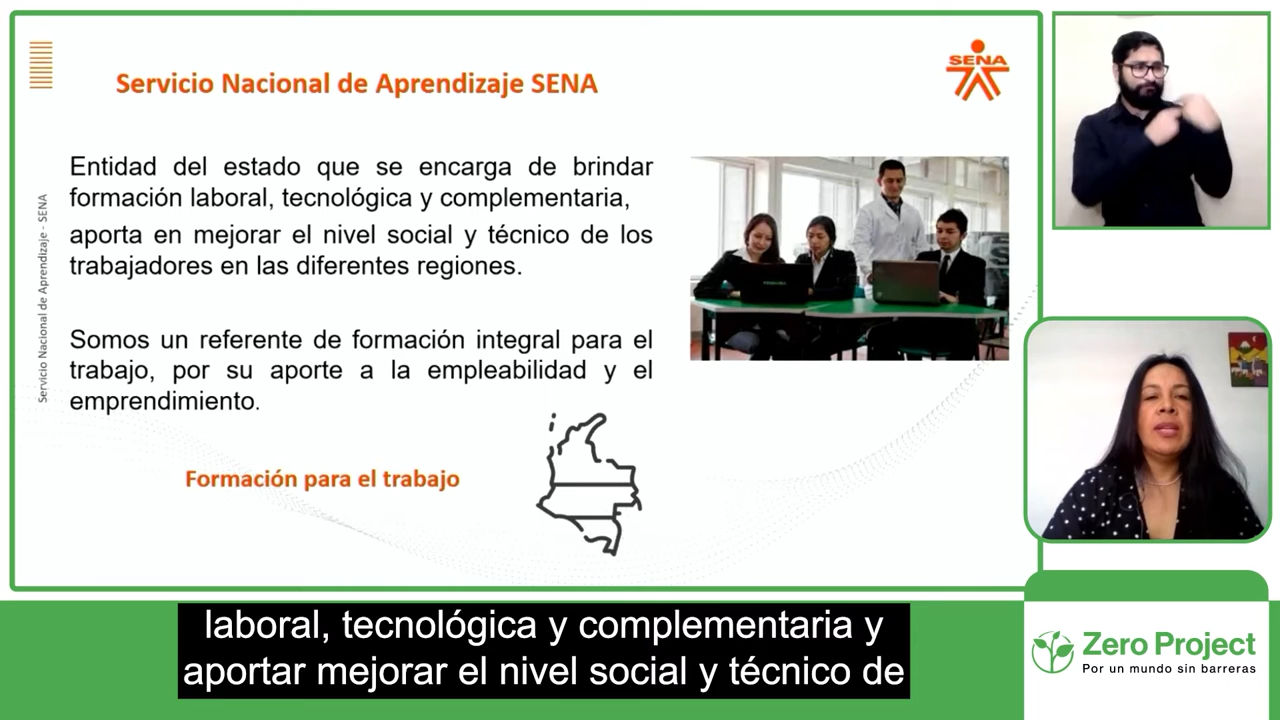 Servicio Nacional de Aprendizaje SENA
SENA
Servicio Nacional de Aprendizaje - SENA
Entidad del estado que se encarga de brindar
formación laboral, tecnológica y complementaria,
aporta en mejorar el nivel social y técnico de los
trabajadores en las diferentes regiones.
Somos un referente de formación integral para el
trabajo, por su aporte a la empleabilidad y el
emprendimiento.
Formación para el trabajo
laboral, tecnológica y complementaria y
aportar mejorar el nivel social y técnico de
Zero Project
Por un mundo sin barreras